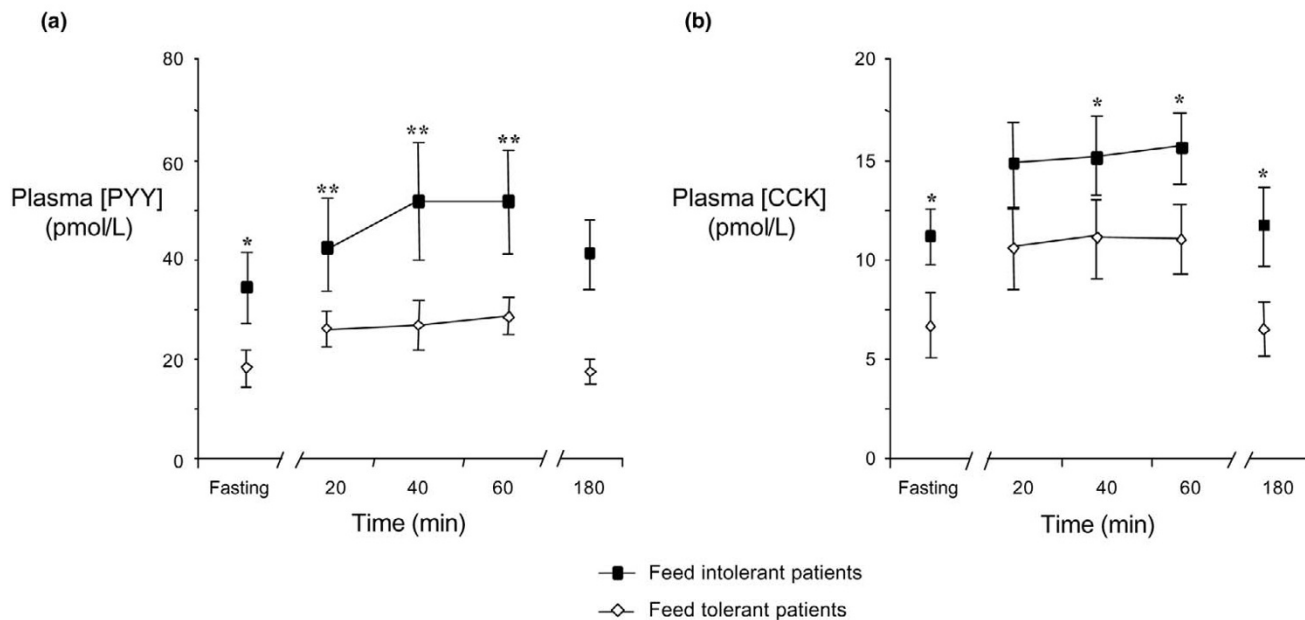 (a)
80
60
40
20
0
Plasma [PYY]
(pmol/L)
*
**
**
**
Fasting
20
40
60
180
Time (min)
(b)
20
15
10
5
0
Plasma [CCK]
(pmol/L)
*
*
*
*
Fasting
20
40
60
180
Time (min)
Feed intolerant patients
Feed tolerant patients